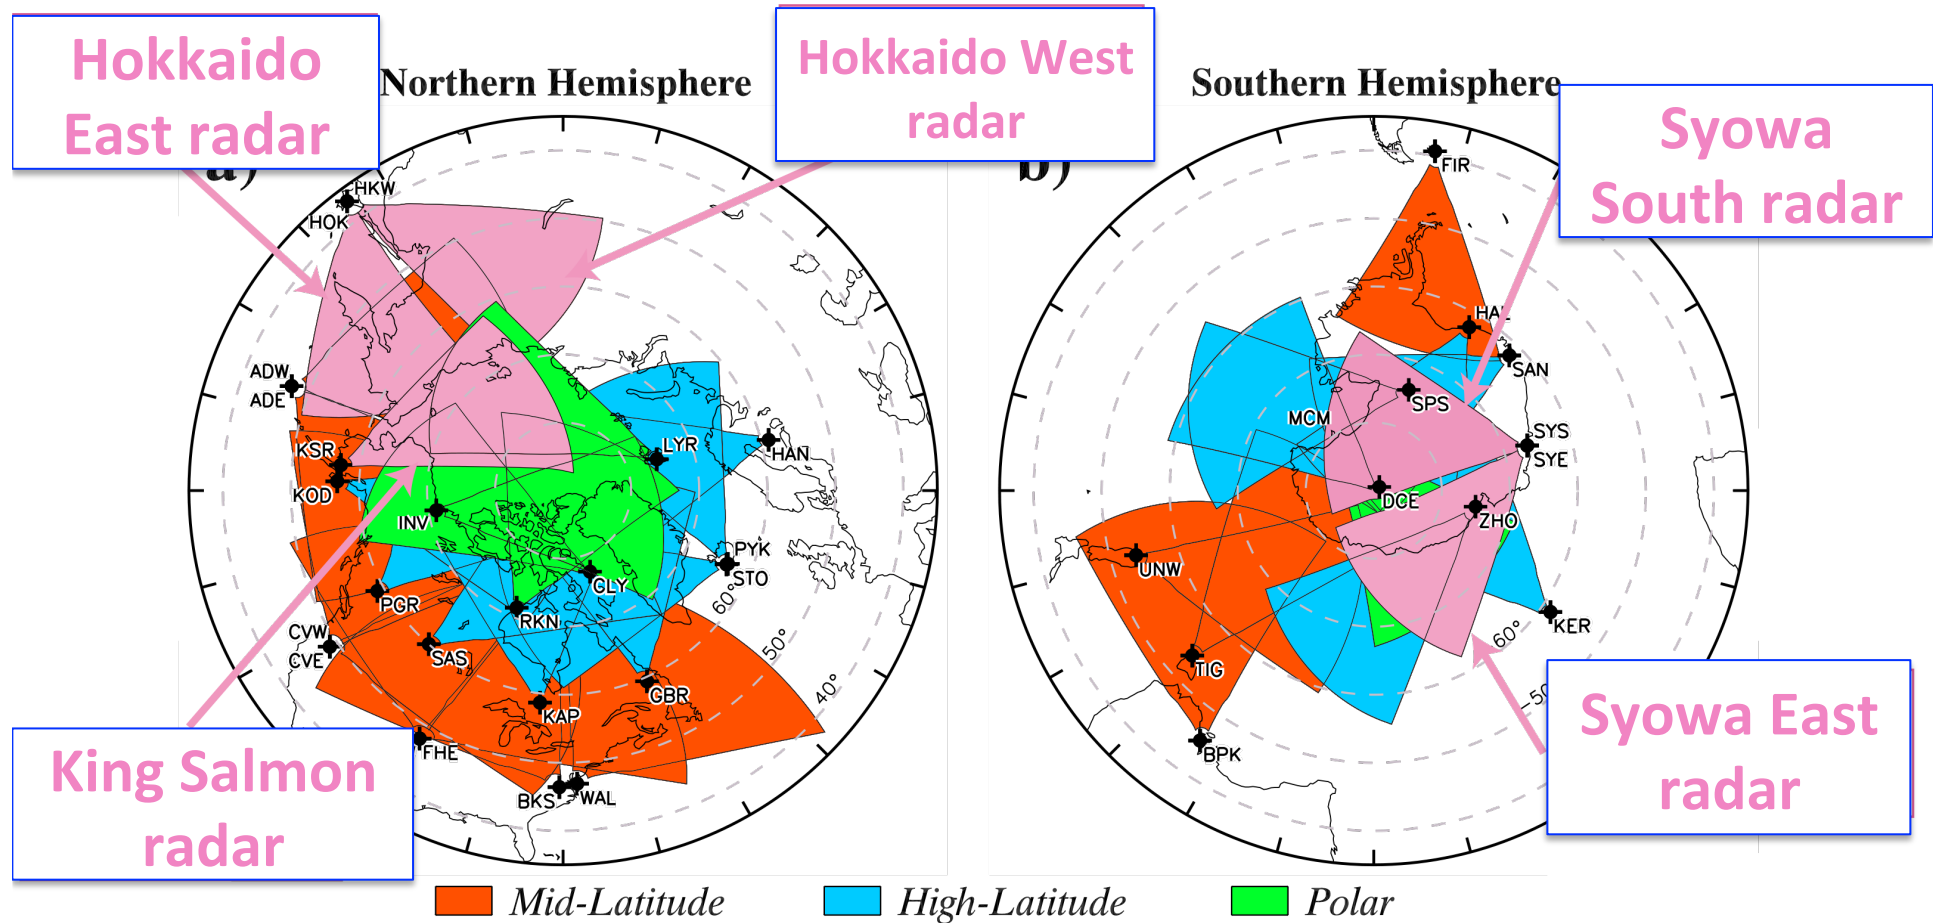 Hokkaido
East radar
Northern Hemisphere
Hokkaido West
radar
Southern Hemisphere
Syowa
South radar
a)
b)
HKW
HOK
ADW
ADE
KSR
KOD
INV
LYR
HAN
PYK
STO
CLY
RKN
PGR
CVW
CVE
SAS
GBR
KAP
FHE
BKS
WAL
60°
50°
40°
FIR
HAL
SAN
SPS
MCM
SYS
SYE
DCE
ZHO
UNW
KER
TIG
BPK
60°
-50
King Salmon
radar
Syowa East
radar
Mid-Latitude
High-Latitude
Polar